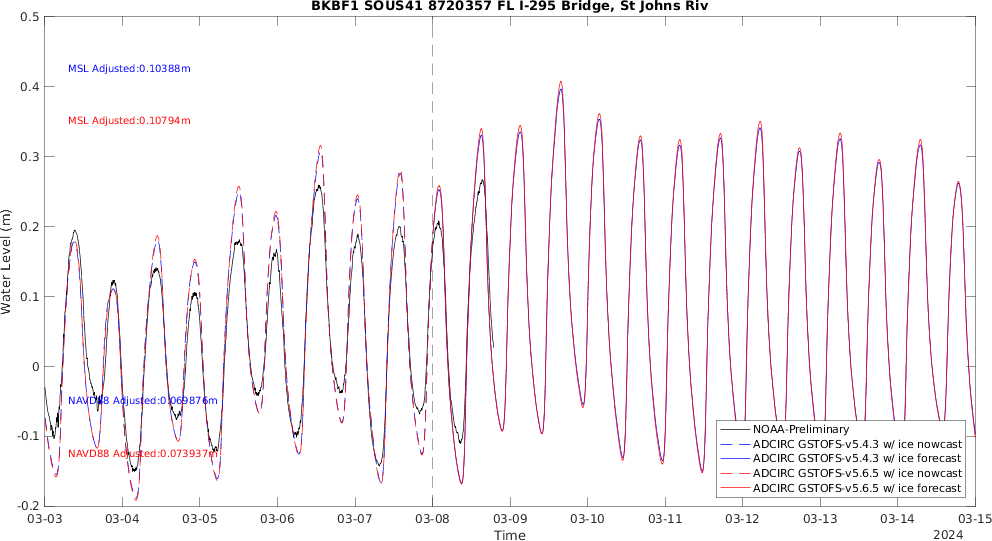 BKBF1 SOUS41 8720357 FL I-295 Bridge, St Johns Riv
0.5
0.4
0.3
0.2
0.1
0
-0.1
-0.2
Water Level (m)
MSL Adjusted:0.10388m
MSL Adjusted:0.10794m
NAVD88 Adjusted:0.069876m
NAVD88 Adjusted:0.073937m
NOAA-Preliminary
ADCIRC GSTOFS-v5.4.3 w/ ice nowcast
ADCIRC GSTOFS-v5.4.3 w/ ice forecast
ADCIRC GSTOFS-v5.6.5 w/ ice nowcast
ADCIRC GSTOFS-v5.6.5 w/ ice forecast
03-03 03-04 03-05 03-06 03-07 03-08 03-09 03-10 03-11 03-12 03-13 03-14 03-15
Time
2024